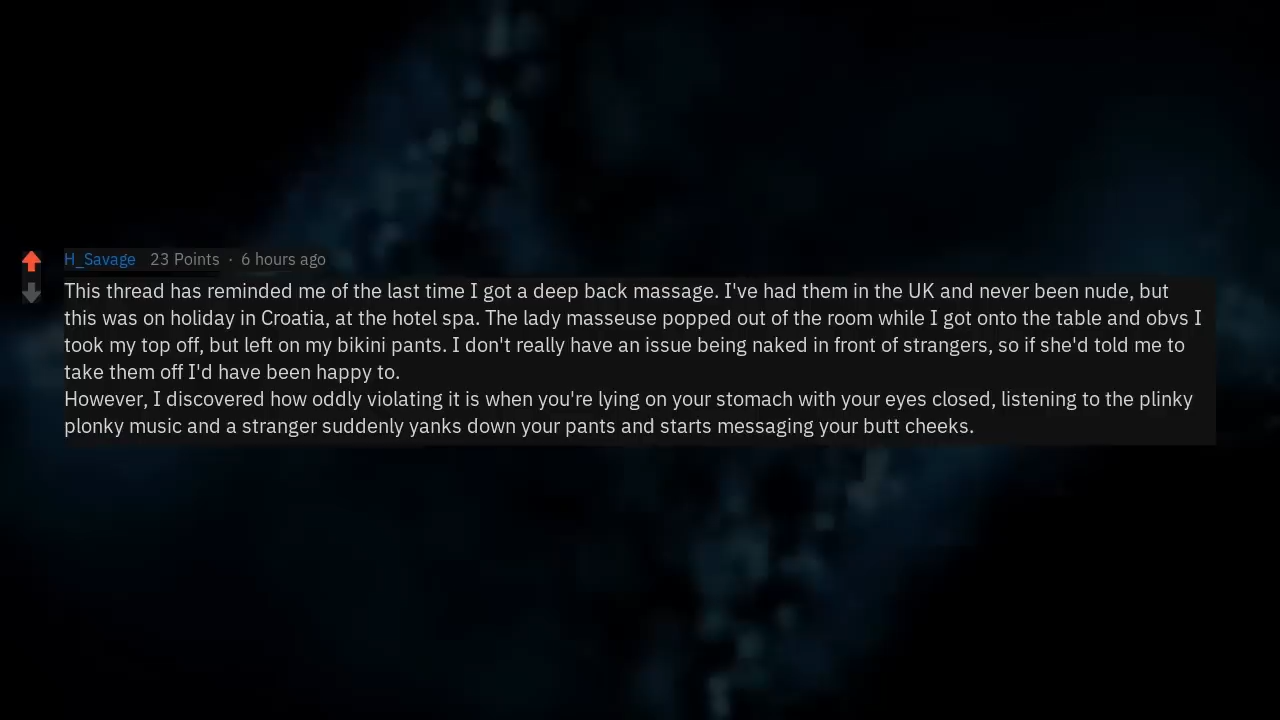 H_Savage 23 Points · 6 hours ago
This thread has reminded me of the last time I got a deep back massage. I've had them in the UK and never been nude, but
this was on holiday in Croatia, at the hotel spa. The lady masseuse popped out of the room while I got onto the table and obvs I
took my top off, but left on my bikini pants. I don't really have an issue being naked in front of strangers, so if she'd told me to
take them off I'd have been happy to.
However, I discovered how oddly violating it is when you're lying on your stomach with your eyes closed, listening to the plinky
plonky music and a stranger suddenly yanks down your pants and starts messaging your butt cheeks.